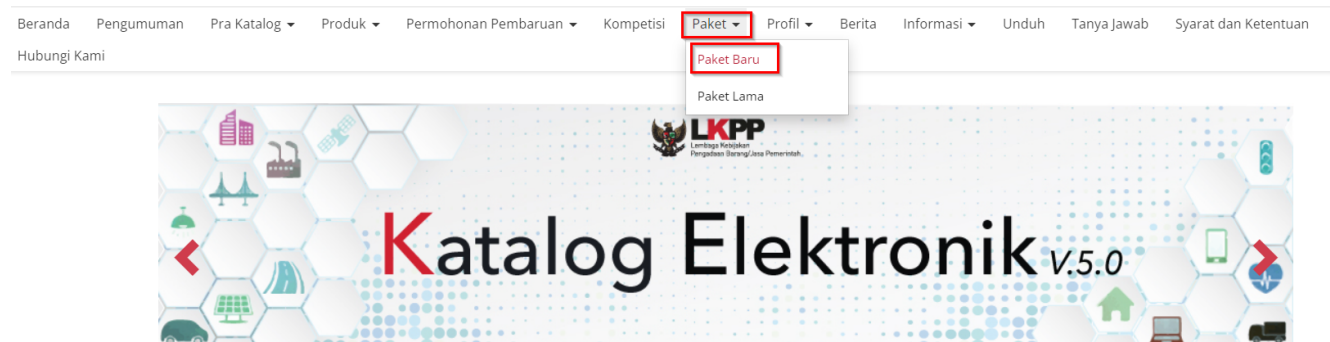 Beranda Pengumuman Pra Katalog Produk Permohonan Pembaruan Kompetisi Paket Profil Berita Informasi Unduh Tanya Jawab Syarat dan Ketentuan
Hubungi Kami
Paket Baru
Paket Lama
LKPP
Lembaga Kebijakan
Pengadaan Barang/Jasa Pemerintah
Katalog Elektronik v.5.0